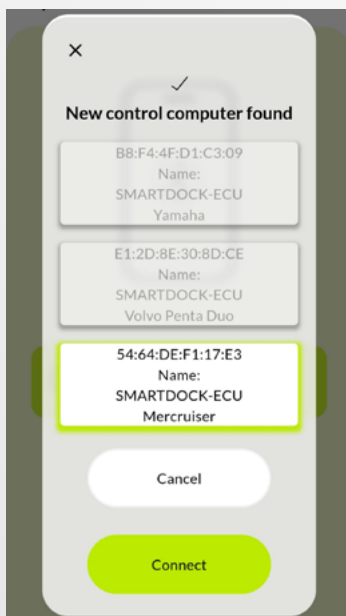 New control computer found
B8:F4:4F:D1:C3:09
Name:
SMARTDOCK-ECU
Yamaha
E1:2D:8E:30:8D:CE
Name:
SMARTDOCK-ECU
Volvo Penta Duo
54:64:DE:F1:17:E3
Name:
SMARTDOCK-ECU
Mercruiser
Cancel
Connect